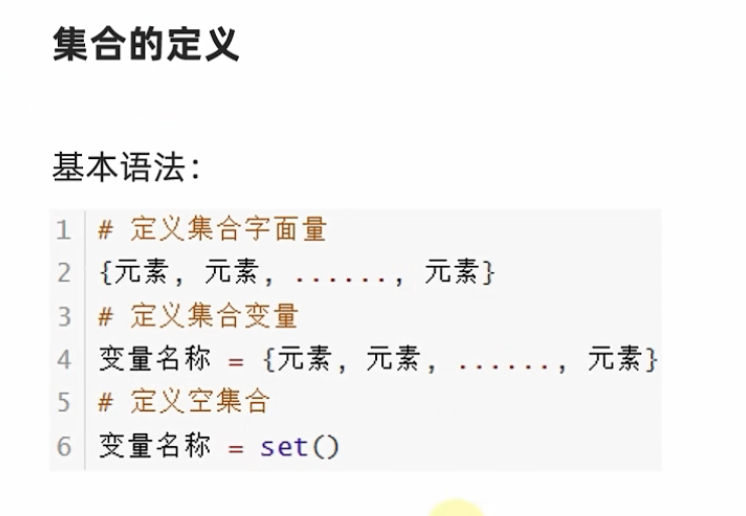 集合的定义
基本语法：
1 # 定义集合字面量
2 {元素, 元素, ......, 元素}
3 # 定义集合变量
4 变量名称 = {元素, 元素, ......, 元素}
5 # 定义空集合
6 变量名称 = set()